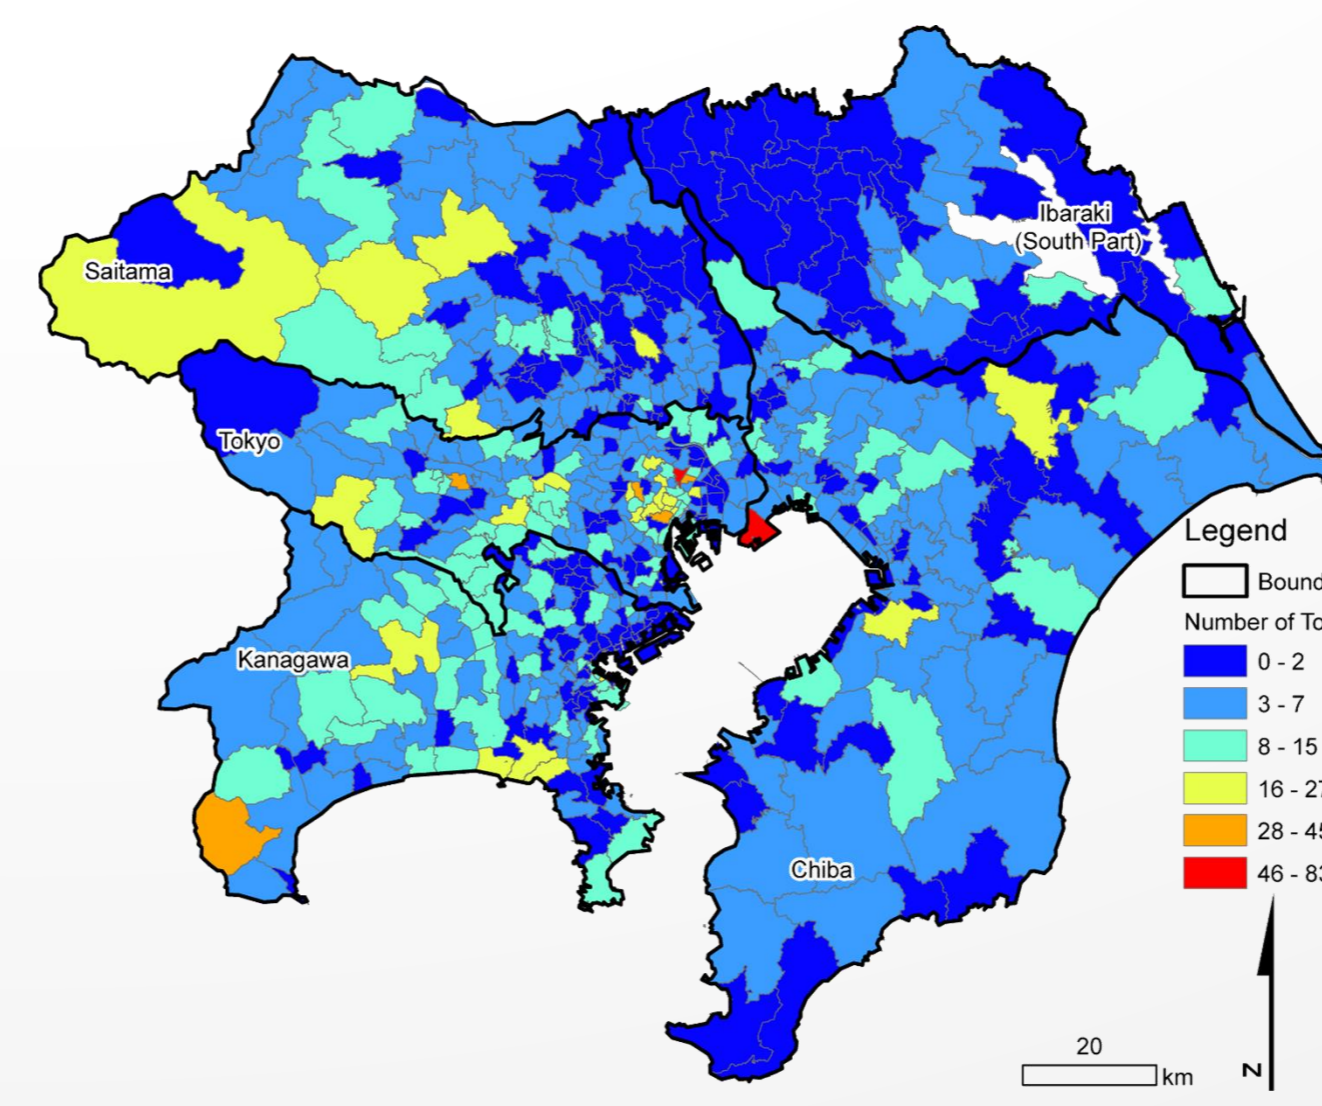 Ibaraki
(South Part)
Saitama
Tokyo
Kanagawa
Chiba
Legend
Bound
Number of To
0 - 2
3 - 7
8 - 15
16 - 27
28 - 45
46 - 83
20
km
N